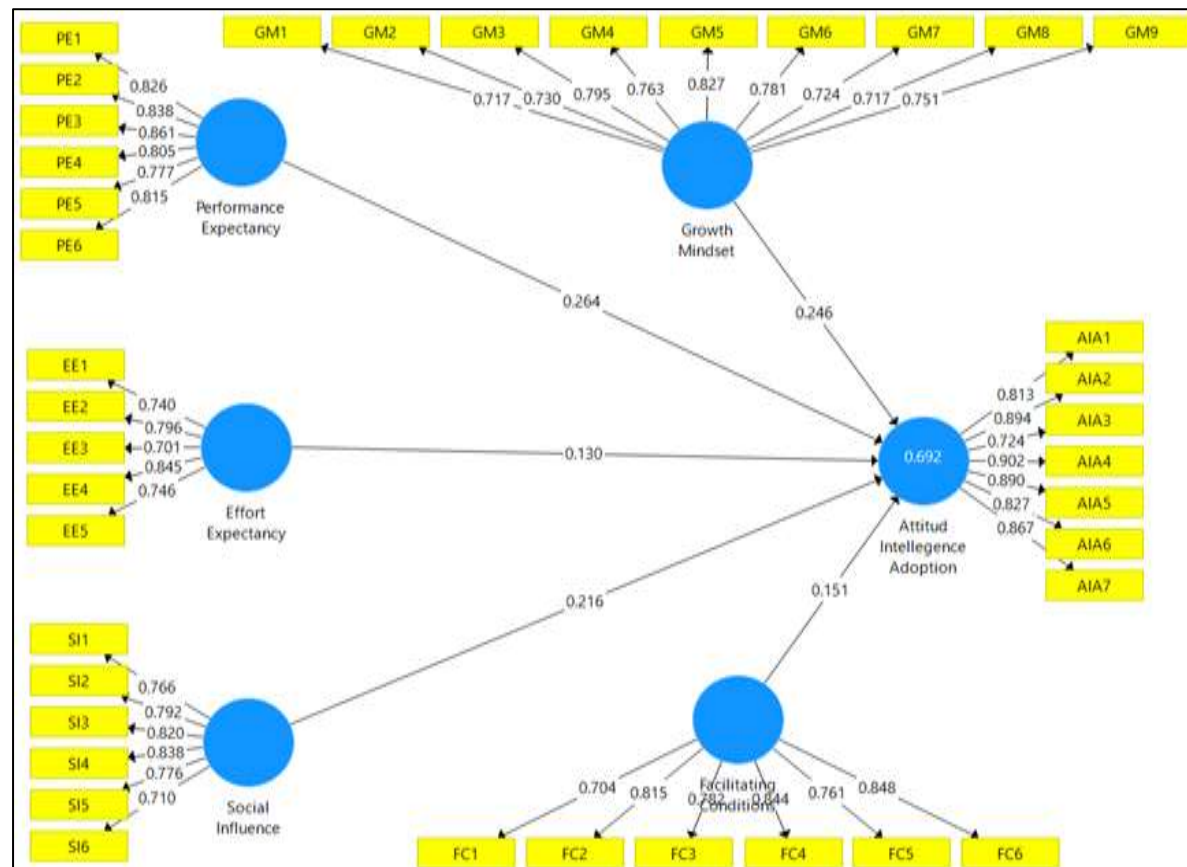 PE1
PE2
PE3
PE4
PE5
PE6
0.826
0.838
0.861
0.805
0.777
0.815
Performance
Expectancy
GM1
GM2
GM3
GM4
GM5
GM6
GM7
GM8
GM9
0.717
0.730
0.795
0.763
0.827
0.781
0.724
0.717
0.751
Growth
Mindset
0.264
0.246
EE1
EE2
EE3
EE4
EE5
0.740
0.796
0.701
0.845
0.746
Effort
Expectancy
0.130
0.692
Attitud
Intellegence
Adoption
AIA1
AIA2
AIA3
AIA4
AIA5
AIA6
AIA7
0.813
0.894
0.724
0.902
0.890
0.827
0.867
0.216
0.151
SI1
SI2
SI3
SI4
SI5
SI6
0.766
0.792
0.820
0.838
0.776
0.710
Social
Influence
Facilitating
Conditions
0.704
0.815
0.782
0.844
0.761
0.848
FC1
FC2
FC3
FC4
FC5
FC6